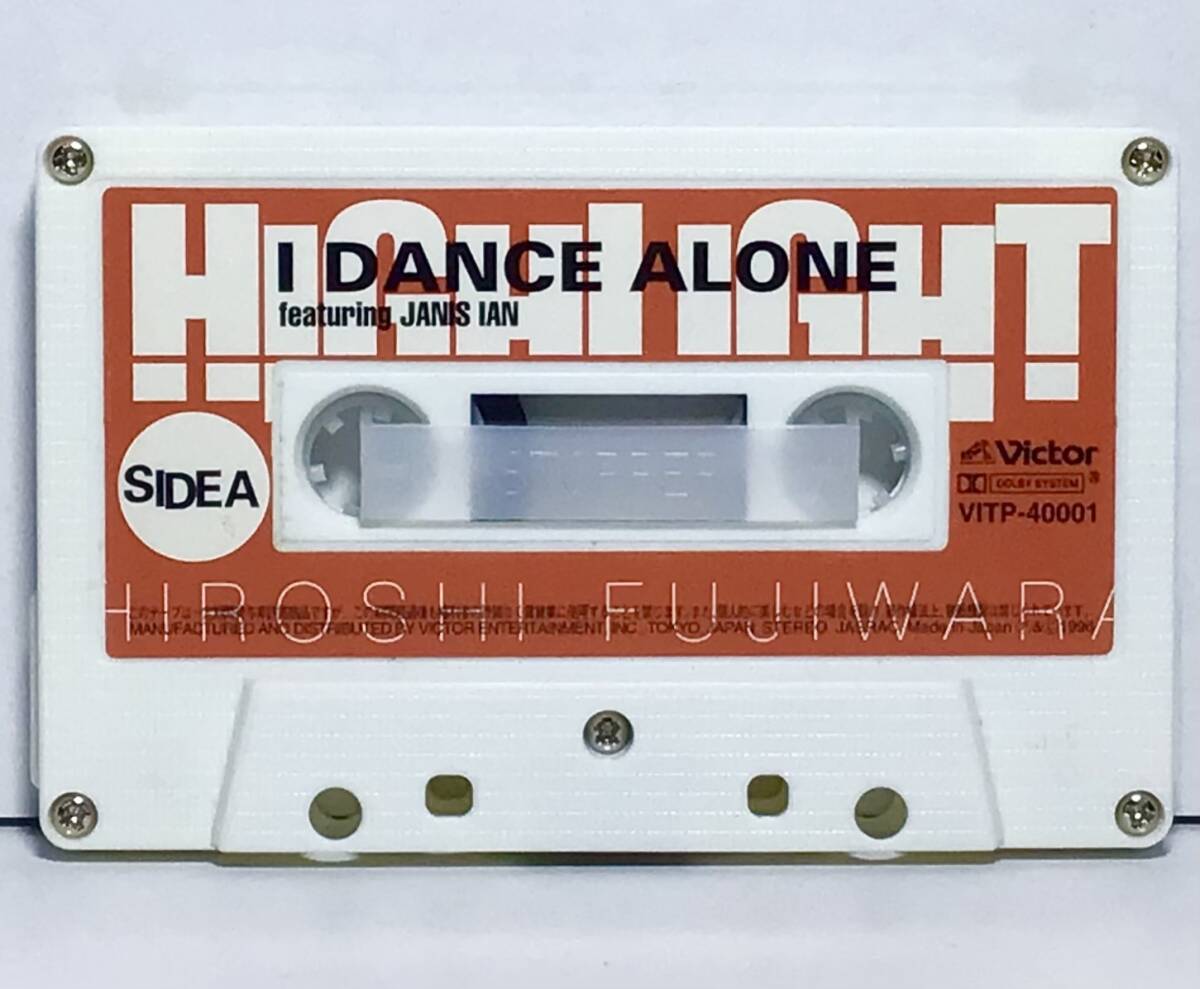 HIGHLIGHT
I DANCE ALONE
featuring JANIS IAN
SIDE A
Victor
DOLBY SYSTEM ®
VITP-40001
HIROSHI FUJIWARA
MANUFACTURED AND DISTRIBUTED BY VICTOR ENTERTAINMENT INC. TOKYO, JAPAN STEREO JASRAC Made in Japan